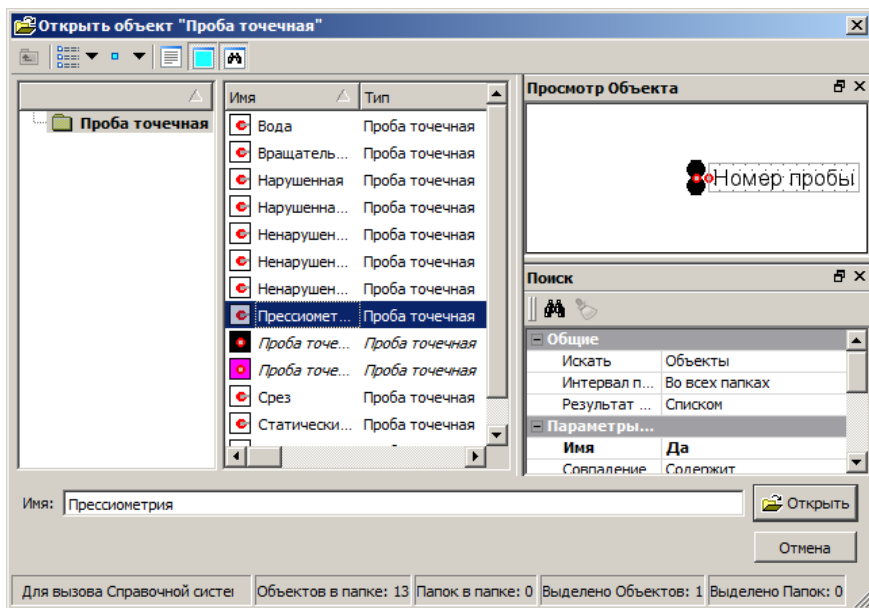 Открыть объект "Проба точечная"
Проба точечная
Имя Тип
Вода Проба точечная
Вращатель... Проба точечная
Нарушенная Проба точечная
Нарушенна... Проба точечная
Ненарушен... Проба точечная
Ненарушен... Проба точечная
Ненарушен... Проба точечная
Прессиомет... Проба точечная
Проба точе... Проба точечная
Проба точе... Проба точечная
Срез Проба точечная
Статически... Проба точечная
Просмотр Объекта
Номер пробы
Поиск
Общие
Искать Объекты
Интервал п... Во всех папках
Результат ... Списком
Параметры...
Имя Да
Совпадение Содержит
Имя: Прессиометрия
Открыть
Отмена
Для вызова Справочной систем Объектов в папке: 13 Папок в папке: 0 Выделено Объектов: 1 Выделено Папок: 0